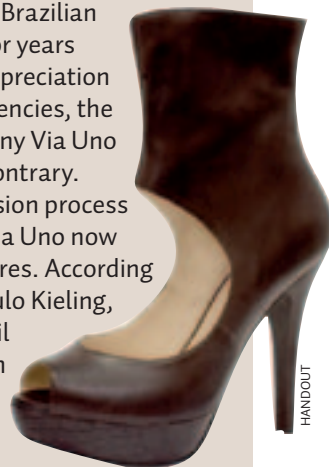 Brazilian
r years
preciation
encies, the
ny Via Uno
ontrary.
sion process
a Uno now
res. According
ulo Kieling,
il
HANDOUT